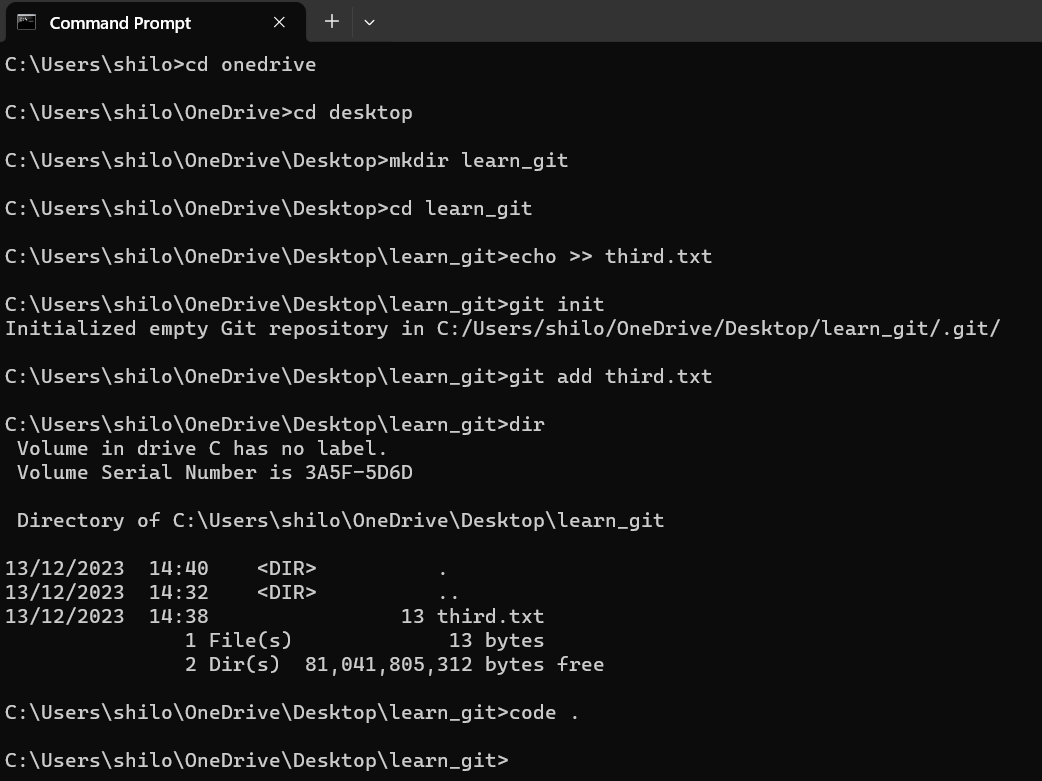 Command Prompt
C:\Users\shilo>cd onedrive
C:\Users\shilo\OneDrive>cd desktop
C:\Users\shilo\OneDrive\Desktop>mkdir learn_git
C:\Users\shilo\OneDrive\Desktop>cd learn_git
C:\Users\shilo\OneDrive\Desktop\learn_git>echo >> third.txt
C:\Users\shilo\OneDrive\Desktop\learn_git>git init
Initialized empty Git repository in C:/Users/shilo/OneDrive/Desktop/learn_git/.git/
C:\Users\shilo\OneDrive\Desktop\learn_git>git add third.txt
C:\Users\shilo\OneDrive\Desktop\learn_git>dir
 Volume in drive C has no label.
 Volume Serial Number is 3A5F-5D6D
 Directory of C:\Users\shilo\OneDrive\Desktop\learn_git
13/12/2023  14:40    <DIR>          .
13/12/2023  14:32    <DIR>          ..
13/12/2023  14:38                13 third.txt
               1 File(s)             13 bytes
               2 Dir(s)  81,041,805,312 bytes free
C:\Users\shilo\OneDrive\Desktop\learn_git>code .
C:\Users\shilo\OneDrive\Desktop\learn_git>